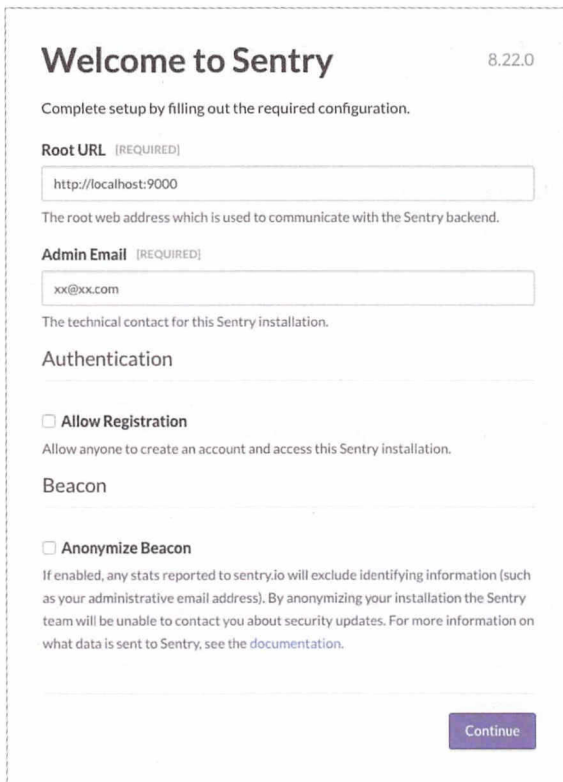 Welcome to Sentry 8.22.0
Complete setup by filling out the required configuration.
Root URL [REQUIRED]
http://localhost:9000
The root web address which is used to communicate with the Sentry backend.
Admin Email [REQUIRED]
xx@xx.com
The technical contact for this Sentry installation.
Authentication
Allow Registration
Allow anyone to create an account and access this Sentry installation.
Beacon
Anonymize Beacon
If enabled, any stats reported to sentry.io will exclude identifying information (such
as your administrative email address). By anonymizing your installation the Sentry
team will be unable to contact you about security updates. For more information on
what data is sent to Sentry, see the documentation.
Continue